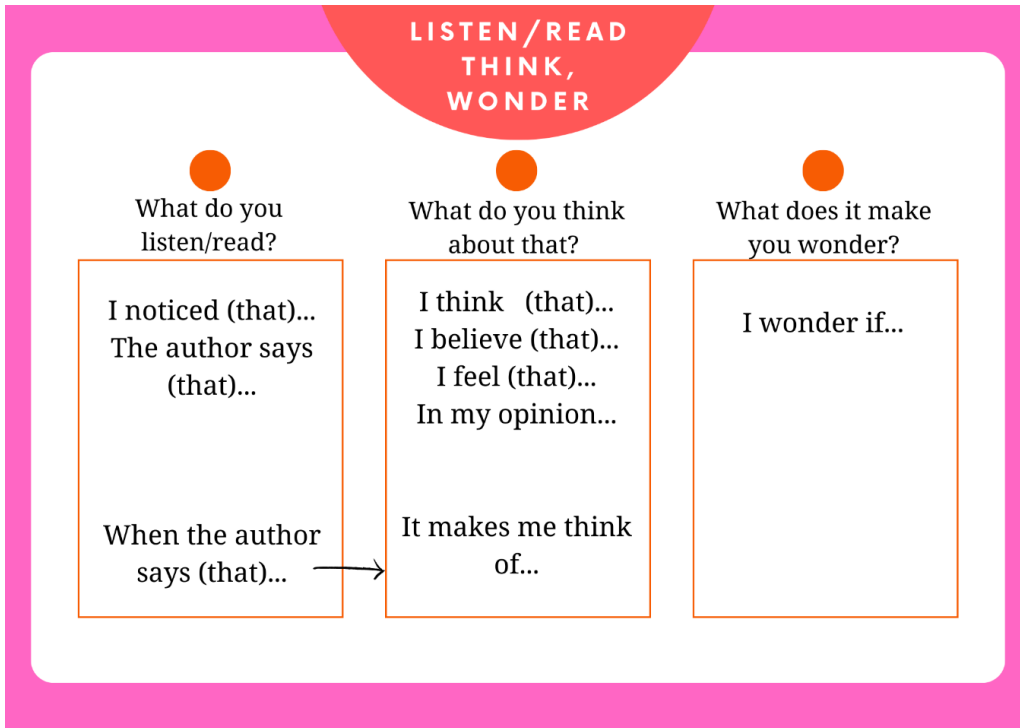 LISTEN/READ
THINK,
WONDER
What do you
listen/read?
I noticed (that)...
The author says
(that)...
When the author
says (that)...
What do you think
about that?
I think (that)...
I believe (that)...
I feel (that)...
In my opinion...
It makes me think
of...
What does it make
you wonder?
I wonder if...